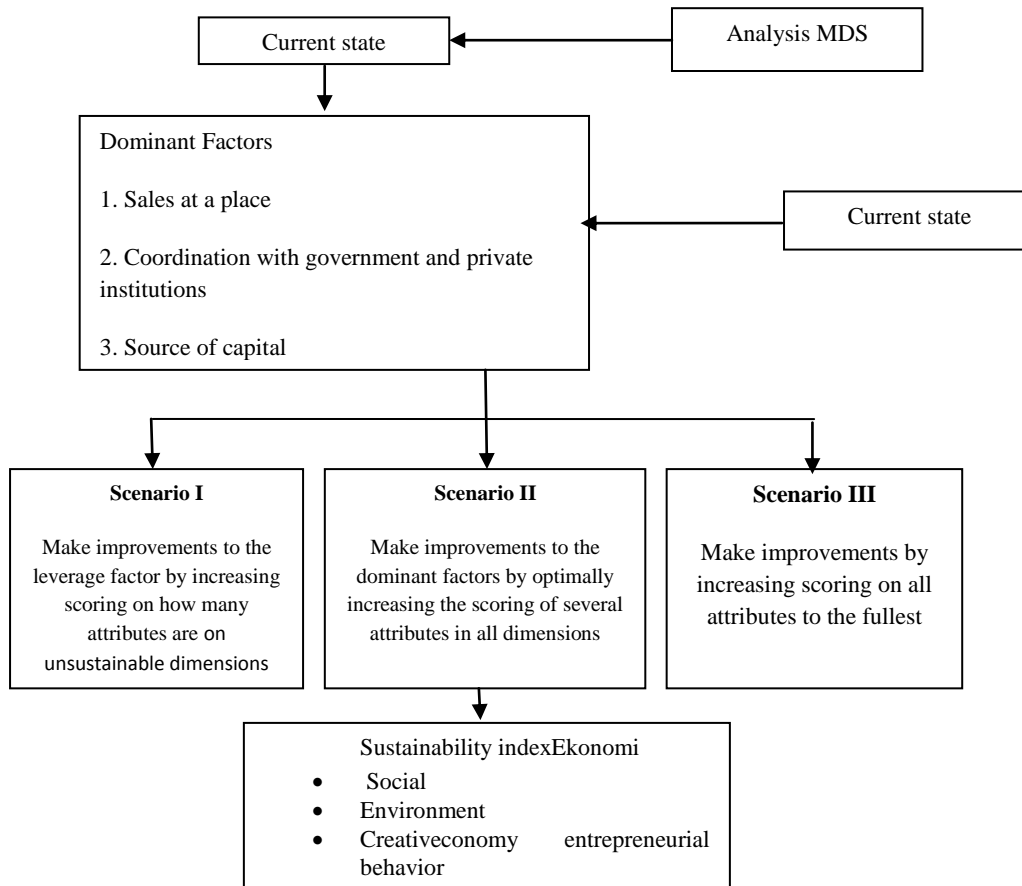 Current state
Analysis MDS
Dominant Factors
1. Sales at a place
2. Coordination with government and private
institutions
3. Source of capital
Current state
Scenario I
Make improvements to the
leverage factor by increasing
scoring on how many
attributes are on
unsustainable dimensions
Scenario II
Make improvements to the
dominant factors by optimally
increasing the scoring of several
attributes in all dimensions
Scenario III
Make improvements by
increasing scoring on all
attributes to the fullest
Sustainability indexEkonomi
• Social
• Environment
• Creativeconomy entrepreneurial
behavior